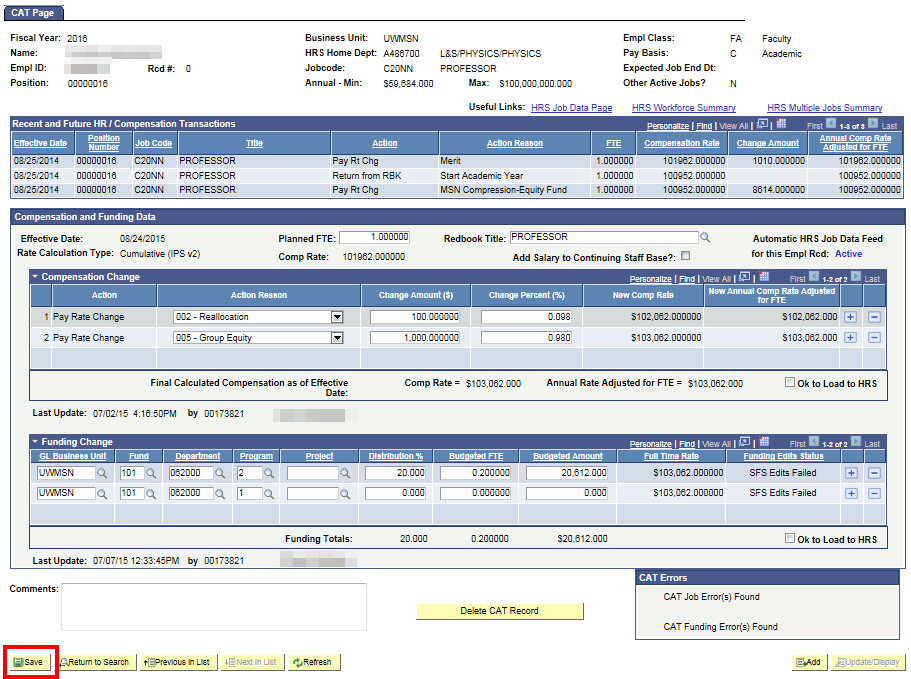 CAT Page
Fiscal Year: 2016 Business Unit: UWMSN Empl Class: FA Faculty
Name: HRS Home Dept: A486700 L&S/PHYSICS/PHYSICS Pay Basis: C Academic
Empl ID: Rcd #: 0 Jobcode: C20NN PROFESSOR Expected Job End Dt:
Position: 00000016 Annual - Min: $59,684.000 Max: $100,000,000.000 Other Active Jobs? N
Useful Links: HRS Job Data Page HRS Workforce Summary HRS Multiple Jobs Summary
Recent and Future HR / Compensation Transactions Personalize | Find | View All | | First 1-3 of 3 Last
Effective Date Position Number Job Code Title Action Action Reason FTE Compensation Rate Change Amount Annual Comp Rate Adjusted for FTE
08/25/2014 00000016 C20NN PROFESSOR Pay Rt Chg Merit 1.000000 101962.000000 1010.000000 101962.000000
08/25/2014 00000016 C20NN PROFESSOR Return from RBK Start Academic Year 1.000000 100952.000000 100952.000000
08/25/2014 00000016 C20NN PROFESSOR Pay Rt Chg MSN Compression-Equity Fund 1.000000 100952.000000 8614.000000 100952.000000
Compensation and Funding Data
Effective Date: 08/24/2015 Planned FTE: 1.000000 Redbook Title: PROFESSOR Automatic HRS Job Data Feed
Rate Calculation Type: Cumulative (IPS v2) Comp Rate: 101962.000000 Add Salary to Continuing Staff Base?: for this Empl Rcd: Active
Compensation Change Personalize | Find | View All | | First 1-2 of 2 Last
Action Action Reason Change Amount ($) Change Percent (%) New Comp Rate New Annual Comp Rate Adjusted for FTE
1 Pay Rate Change 002 - Reallocation 100.000000 0.098 $102,062.000000 $102,062.000 + −
2 Pay Rate Change 005 - Group Equity 1,000.000000 0.980 $103,062.000000 $103,062.000 + −
Final Calculated Compensation as of Effective Date: Comp Rate = $103,062.000 Annual Rate Adjusted for FTE = $103,062.000 Ok to Load to HRS
Last Update: 07/02/15 4:16:50PM by 00173821
Funding Change Personalize | Find | View All | | First 1-2 of 2 Last
GL Business Unit Fund Department Program Project Distribution % Budgeted FTE Budgeted Amount Full Time Rate Funding Edits Status
UWMSN 101 062000 2 20.000 0.200000 20,612.000 $103,062.000000 SFS Edits Failed + −
UWMSN 101 062000 1 0.000 0.000000 0.000 $103,062.000000 SFS Edits Failed + −
Funding Totals: 20.000 0.200000 $20,612.000 Ok to Load to HRS
Last Update: 07/07/15 12:33:45PM by 00173821
Comments: CAT Errors
CAT Job Error(s) Found
Delete CAT Record
CAT Funding Error(s) Found
Save Return to Search Previous in List Next in List Refresh Add Update/Display